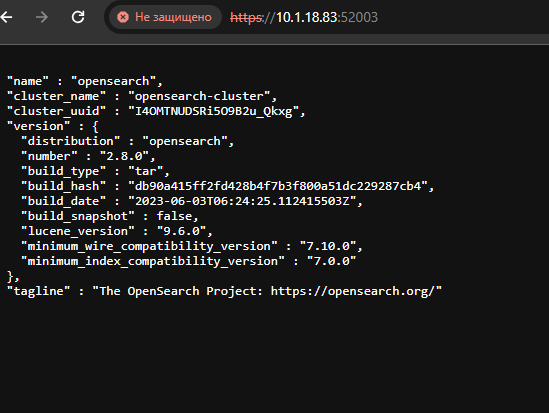 Не защищено https://10.1.18.83:52003
"name" : "opensearch",
"cluster_name" : "opensearch-cluster",
"cluster_uuid" : "I4OMTNUDSRi5O9B2u_Qkxg",
"version" : {
"distribution" : "opensearch",
"number" : "2.8.0",
"build_type" : "tar",
"build_hash" : "db90a415ff2fd428b4f7b3f800a51dc229287cb4",
"build_date" : "2023-06-03T06:24:25.112415503Z",
"build_snapshot" : false,
"lucene_version" : "9.6.0",
"minimum_wire_compatibility_version" : "7.10.0",
"minimum_index_compatibility_version" : "7.0.0"
},
"tagline" : "The OpenSearch Project: https://opensearch.org/"